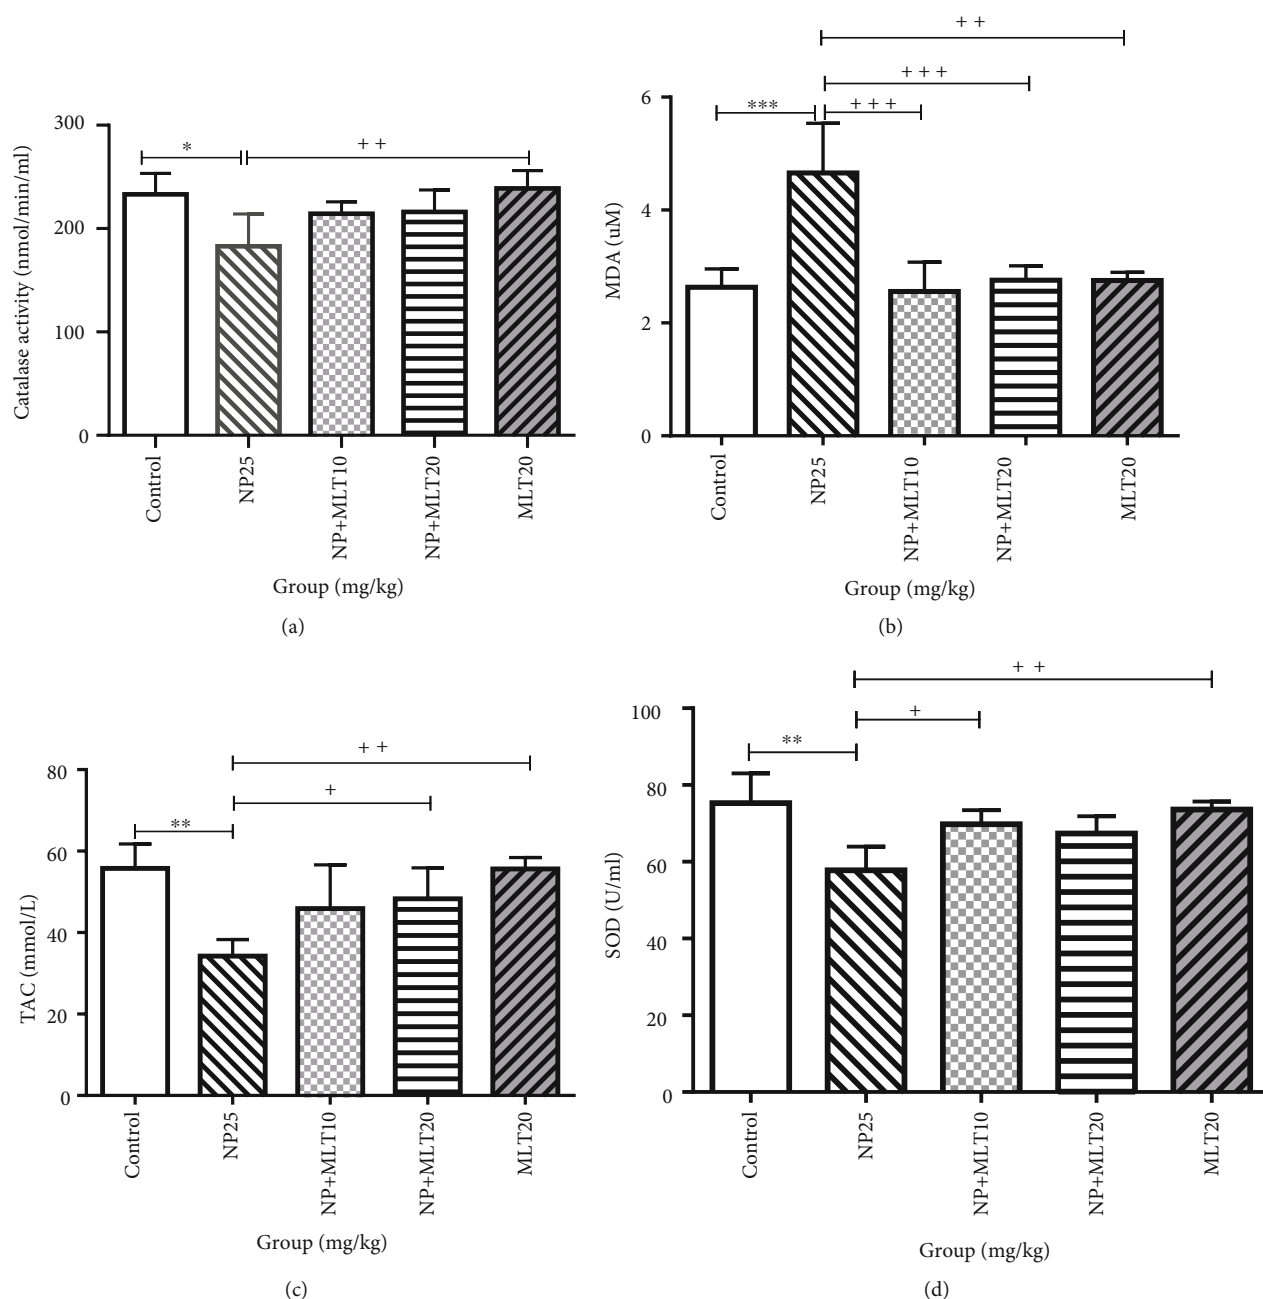 Catalase activity (nmol/min/ml)
300
200
100
0
*
+ +
Control
NP25
NP+MLT10
NP+MLT20
MLT20
Group (mg/kg)
(a)
MDA (uM)
6
4
2
0
***
+ + +
+ + +
+ +
Control
NP25
NP+MLT10
NP+MLT20
MLT20
Group (mg/kg)
(b)
TAC (mmol/L)
80
60
40
20
0
**
+
+ +
Control
NP25
NP+MLT10
NP+MLT20
MLT20
Group (mg/kg)
(c)
SOD (U/ml)
100
80
60
40
20
0
**
+
+ +
Control
NP25
NP+MLT10
NP+MLT20
MLT20
Group (mg/kg)
(d)